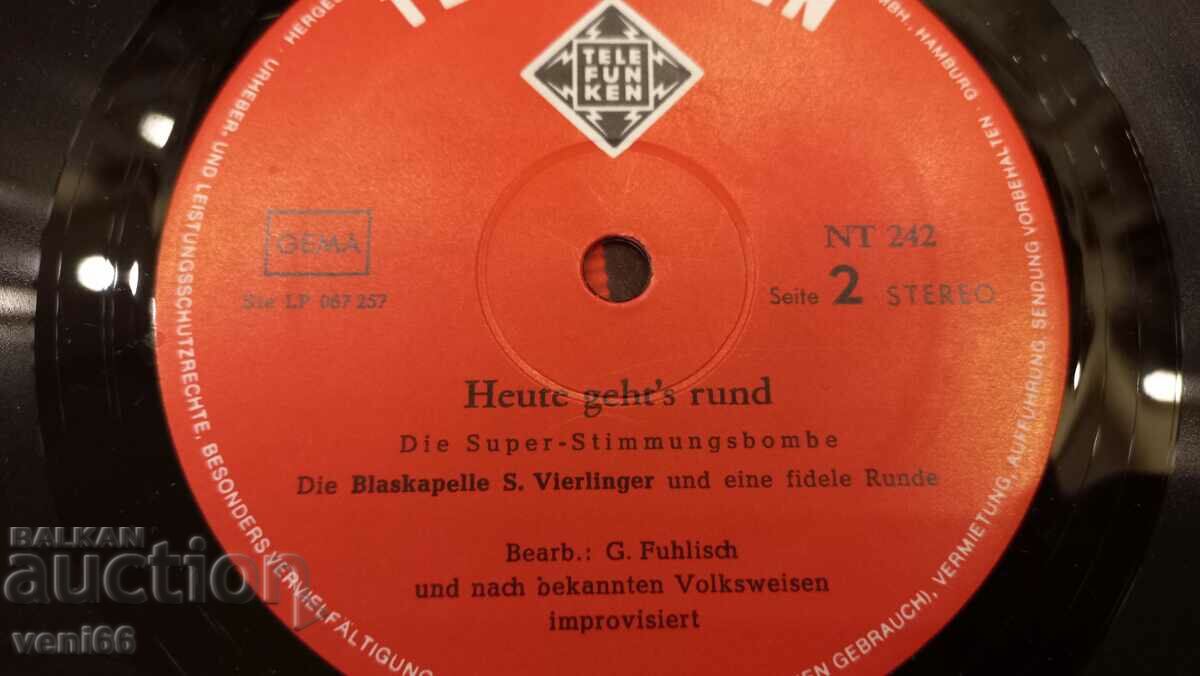 TELE
FUN
KEN
GEMA
Ste LP 067 257
NT 242
Seite 2 STEREO
Heute geht's rund
Die Super-Stimmungsbombe
Die Blaskapelle S. Vierlinger und eine fidele Runde
Bearb.: G. Fuhlisch
und nach bekannten Volksweisen
improvisiert
URHEBER- UND LEISTUNGSSCHUTZRECHTE, BESONDERS VERVIELFÄLTIGUNG
GEBRAUCH), VERMIETUNG, AUFFÜHRUNG, SENDUNG VORBEHALTEN · HAMBURG
BALKAN
auction
veni66